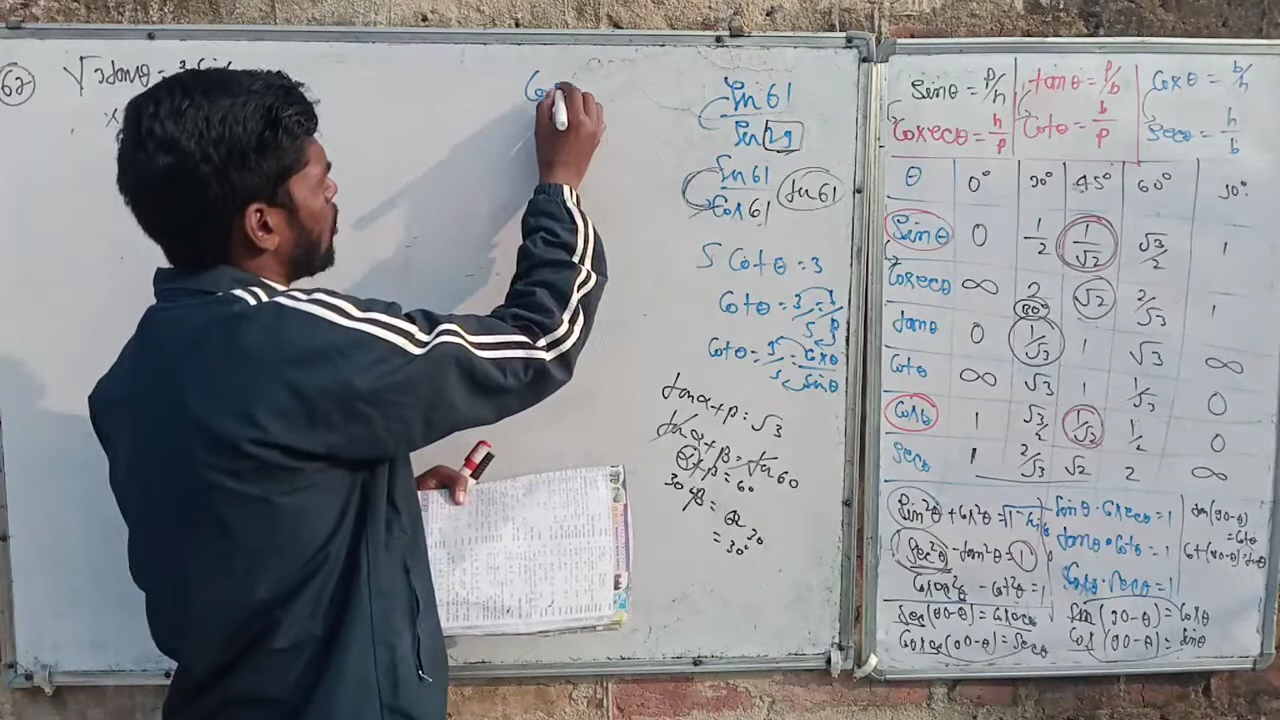 62 √3tanθ = 3
x
Co
Sin 61
Sin 29
Sin 61
Cos 61
tan 61
5 Cotθ = 3
Cotθ = 3/5 = b/p
Cotθ = 3/5 = Cosθ/Sinθ
tanα+β = √3
tanα+β = tan60
α+β = 60
30+β =
= 30°
Sinθ = P/h tanθ = P/b Cosθ = b/h
Cosecθ = h/P Cotθ = b/P Secθ = h/b
θ 0° 30° 45° 60° 90°
Sinθ 0 1/2 1/√2 √3/2 1
Cosecθ ∞ 2 √2 2/√3 1
30°
tanθ 0 1/√3 1 √3 ∞
Cotθ ∞ √3 1 1/√3 0
Cosθ 1 √3/2 1/√2 1/2 0
Secθ 1 2/√3 √2 2 ∞
Sin²θ + Cos²θ = 1 Sinθ · Cosecθ = 1 tan(90-θ)
= Cotθ
Sec²θ - tan²θ = 1 tanθ · Cotθ = 1 Cot(90-θ) = tanθ
Cosec²θ - Cot²θ = 1 Cosθ · Secθ = 1
Sec(90-θ) = Cosecθ Sin(90-θ) = Cosθ
Cosec(90-θ) = Secθ Cos(90-θ) = Sinθ